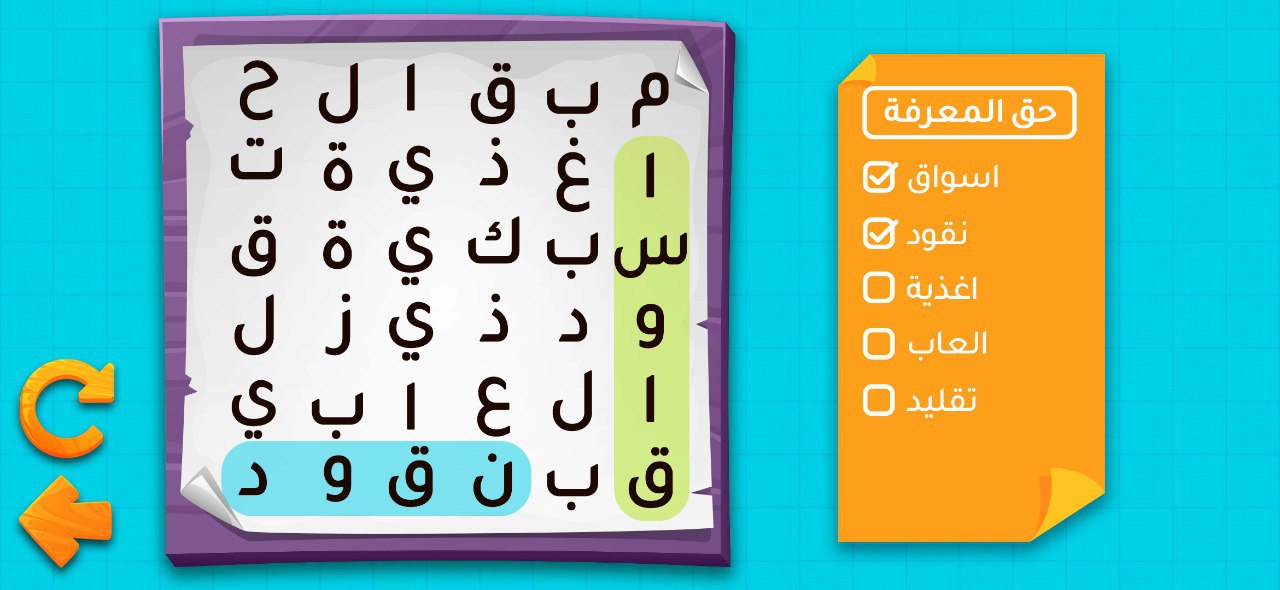 م ب ق ا ل ح
ا غ ذ ي ة ت
س ب ك ي ة ق
و د ذ ي ز ل
ا ل ع ا ب ي
ق ب ن ق و د
حق المعرفة
اسواق
نقود
اغذية
العاب
تقليد